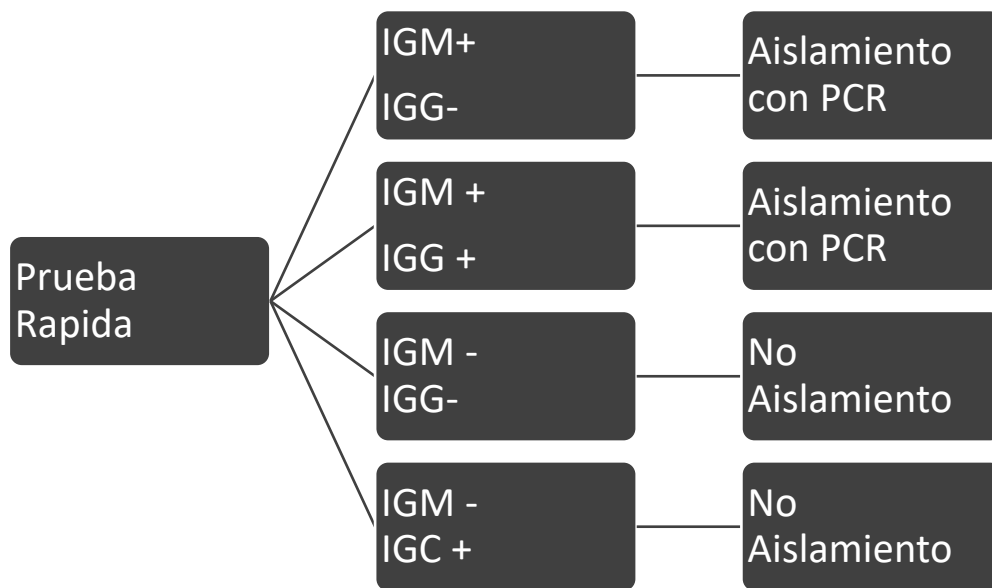 Prueba
Rapida
IGM+
IGG-
Aislamiento
con PCR
IGM +
IGG +
Aislamiento
con PCR
IGM -
IGG-
No
Aislamiento
IGM -
IGC +
No
Aislamiento